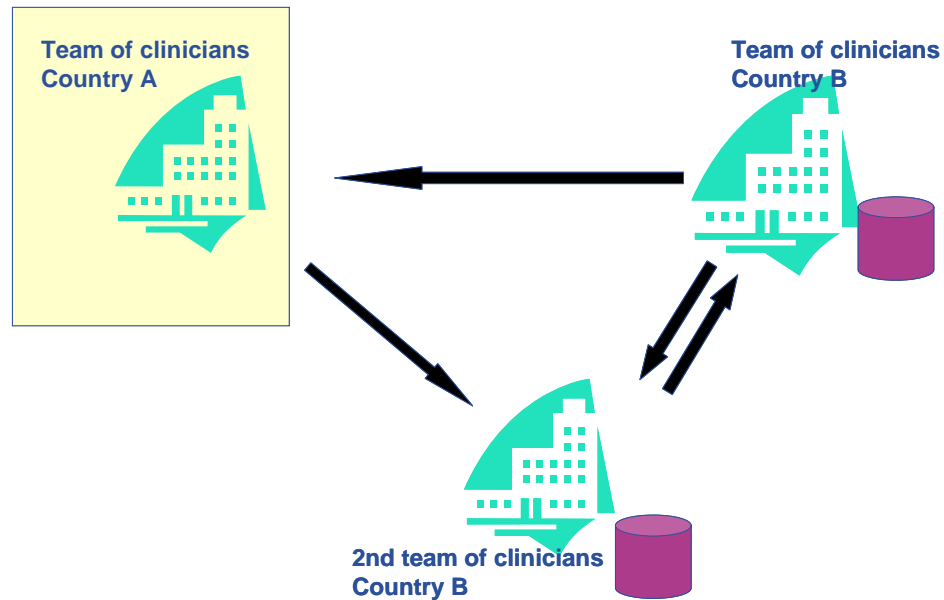 Team of clinicians
Country A
Team of clinicians
Country B
2nd team of clinicians
Country B